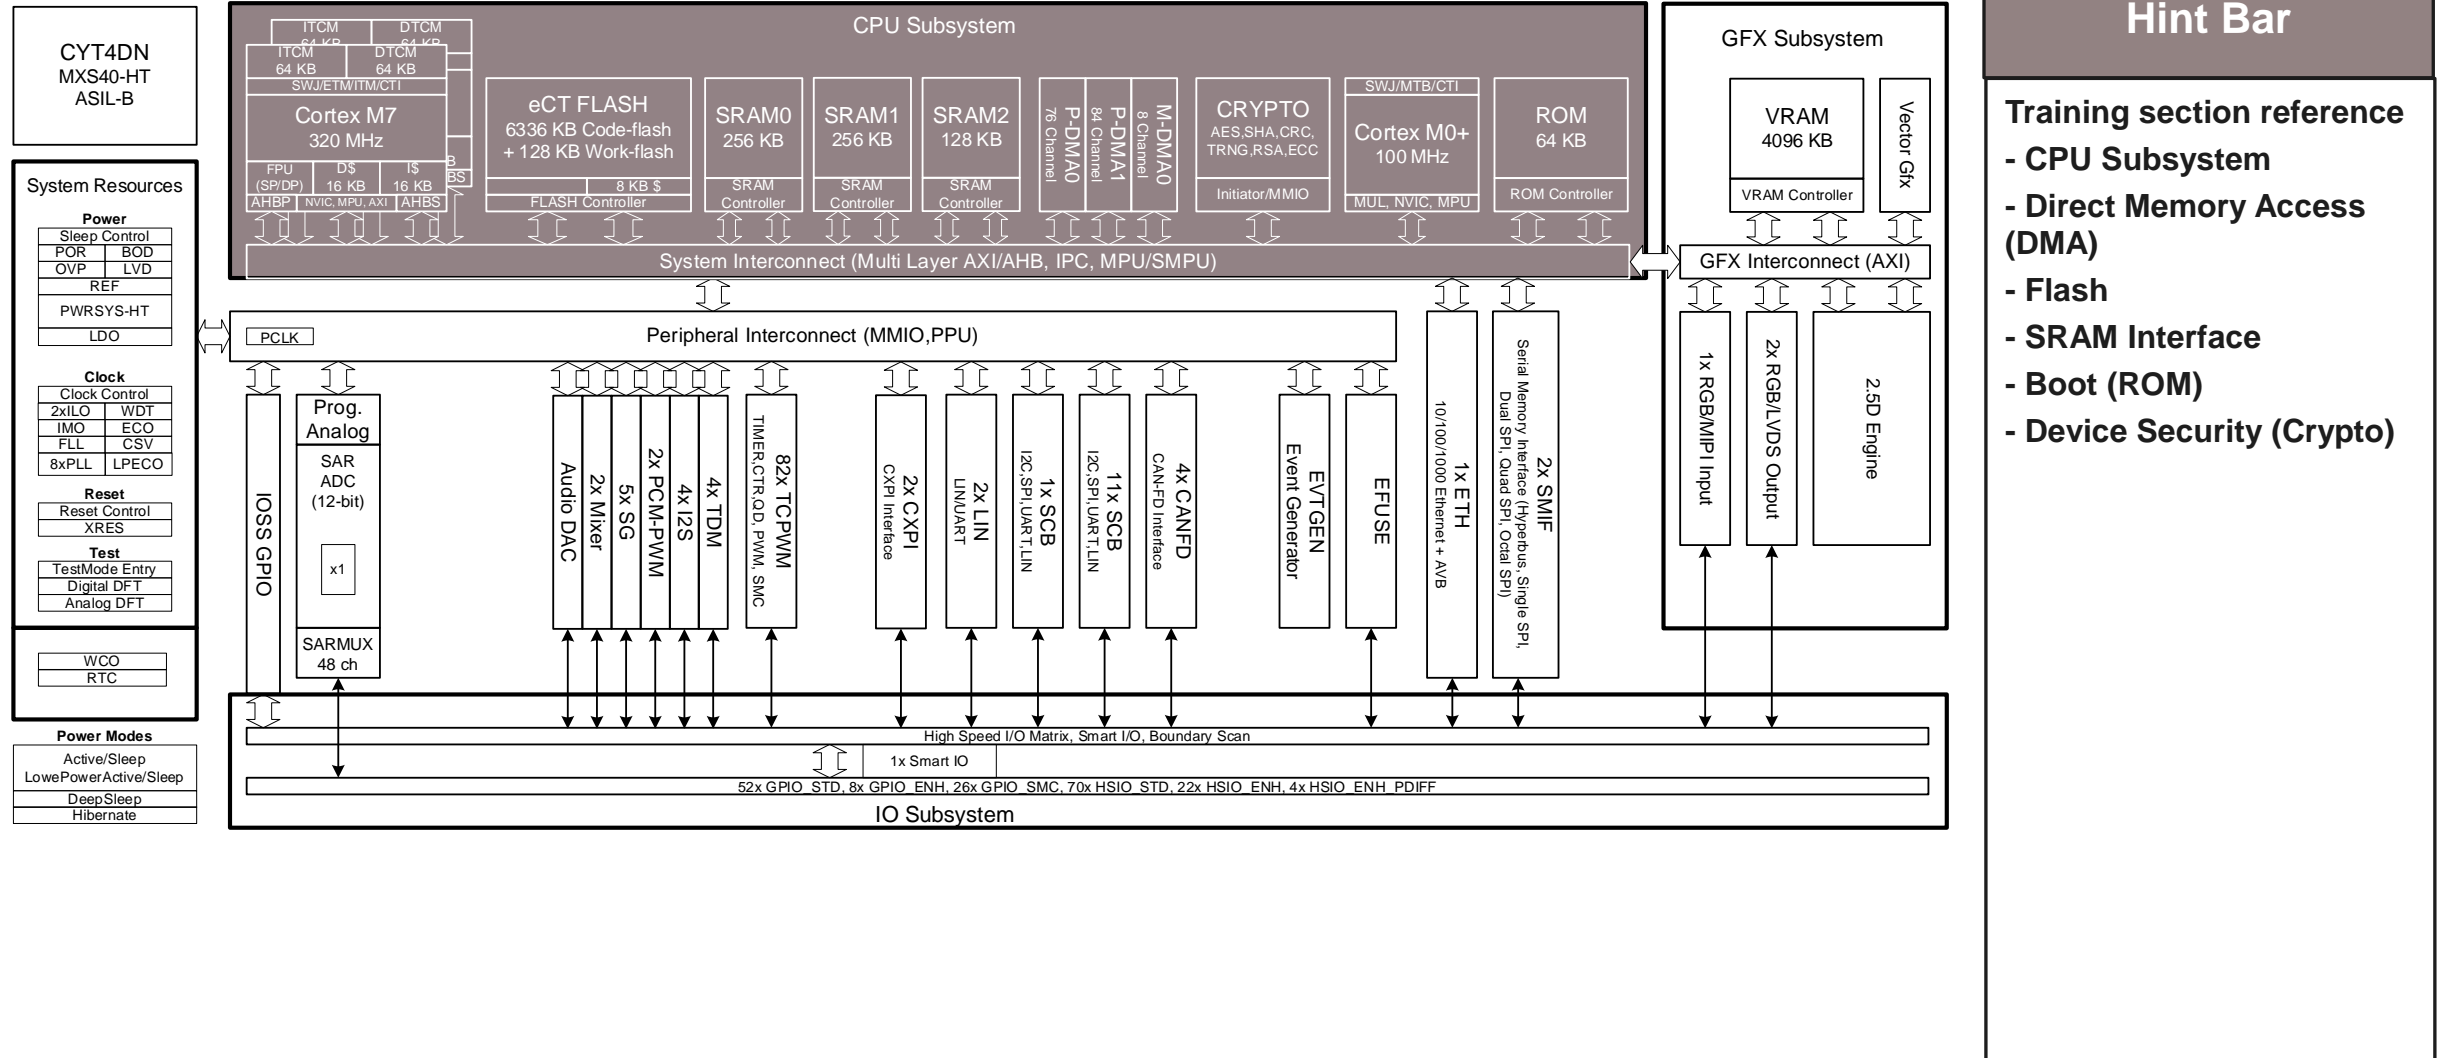 CYT4DN
MXS40-HT
ASIL-B
System Resources
Power
Sleep Control
POR BOD
OVP LVD
REF
PWRSYS-HT
LDO
Clock
Clock Control
2xILO WDT
IMO ECO
FLL CSV
8xPLL LPECO
Reset
Reset Control
XRES
Test
TestMode Entry
Digital DFT
Analog DFT
WCO
RTC
Power Modes
Active/Sleep
LowePowerActive/Sleep
DeepSleep
Hibernate
CPU Subsystem
ITCM
64 KB
DTCM
64 KB
ITCM
64 KB
DTCM
64 KB
SWJ/ETM/ITM/CTI
Cortex M7
320 MHz
FPU
(SP/DP)
D$
16 KB
I$
16 KB
AHBP
NVIC, MPU, AXI
AHBS
B
BS
eCT FLASH
6336 KB Code-flash
+ 128 KB Work-flash
8 KB $
FLASH Controller
SRAM0
256 KB
SRAM
Controller
SRAM1
256 KB
SRAM
Controller
SRAM2
128 KB
SRAM
Controller
P-DMA0
76 Channel
P-DMA1
84 Channel
M-DMA0
8 Channel
CRYPTO
AES,SHA,CRC,
TRNG,RSA,ECC
Initiator/MMIO
SWJ/MTB/CTI
Cortex M0+
100 MHz
MUL, NVIC, MPU
ROM
64 KB
ROM Controller
System Interconnect (Multi Layer AXI/AHB, IPC, MPU/SMPU)
GFX Subsystem
VRAM
4096 KB
VRAM Controller
Vector Gfx
GFX Interconnect (AXI)
1x RGB/MIPI Input
2x RGB/LVDS Output
2.5D Engine
PCLK
Peripheral Interconnect (MMIO,PPU)
IOSS GPIO
Prog.
Analog
SAR
ADC
(12-bit)
x1
SARMUX
48 ch
Audio DAC
2x Mixer
5x SG
2x PCM-PWM
4x I2S
4x TDM
82x TCPWM
TIMER,CTR,QD, PWM, SMC
2x CXPI
CXPI Interface
2x LIN
LIN/UART
1x SCB
I2C,SPI,UART,LIN
11x SCB
I2C,SPI,UART,LIN
4x CANFD
CAN-FD Interface
EVTGEN
Event Generator
EFUSE
1x ETH
10/100/1000 Ethernet + AVB
2x SMIF
Serial Memory Interface (Hyperbus, Single SPI,
Dual SPI, Quad SPI, Octal SPI)
High Speed I/O Matrix, Smart I/O, Boundary Scan
1x Smart IO
52x GPIO_STD, 8x GPIO_ENH, 26x GPIO_SMC, 70x HSIO_STD, 22x HSIO_ENH, 4x HSIO_ENH_PDIFF
IO Subsystem
Hint Bar
Training section reference
- CPU Subsystem
- Direct Memory Access
(DMA)
- Flash
- SRAM Interface
- Boot (ROM)
- Device Security (Crypto)